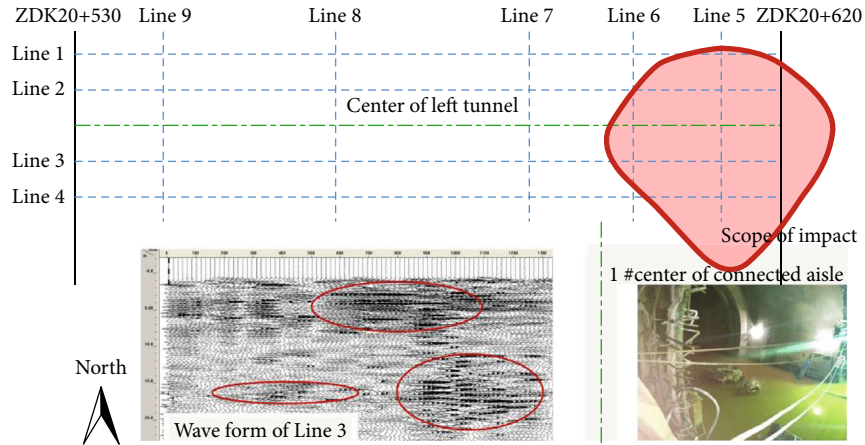 ZDK20+530 Line 9 Line 8 Line 7 Line 6 Line 5 ZDK20+620
Line 1
Line 2
Center of left tunnel
Line 3
Line 4
Scope of impact
1 #center of connected aisle
North
Wave form of Line 3